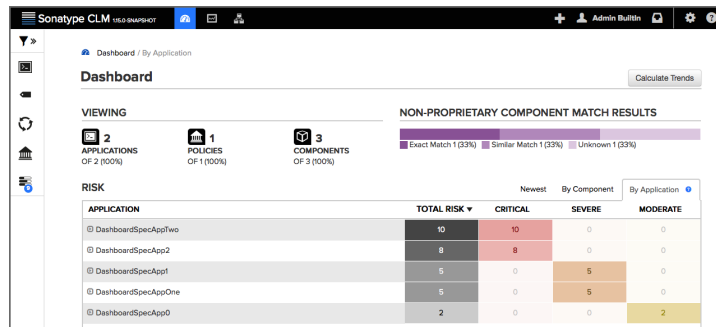 Sonatype CLM 1.15.0-SNAPSHOT
Admin Builtin
Dashboard / By Application
Dashboard
Calculate Trends
VIEWING
2
APPLICATIONS
OF 2 (100%)
1
POLICIES
OF 1 (100%)
3
COMPONENTS
OF 3 (100%)
NON-PROPRIETARY COMPONENT MATCH RESULTS
Exact Match 1 (33%) Similar Match 1 (33%) Unknown 1 (33%)
RISK
Newest By Component By Application
APPLICATION TOTAL RISK ▼ CRITICAL SEVERE MODERATE
DashboardSpecAppTwo 10 10 0 0
DashboardSpecApp2 8 8 0 0
DashboardSpecApp1 5 0 5 0
DashboardSpecAppOne 5 0 5 0
DashboardSpecApp0 2 0 0 2